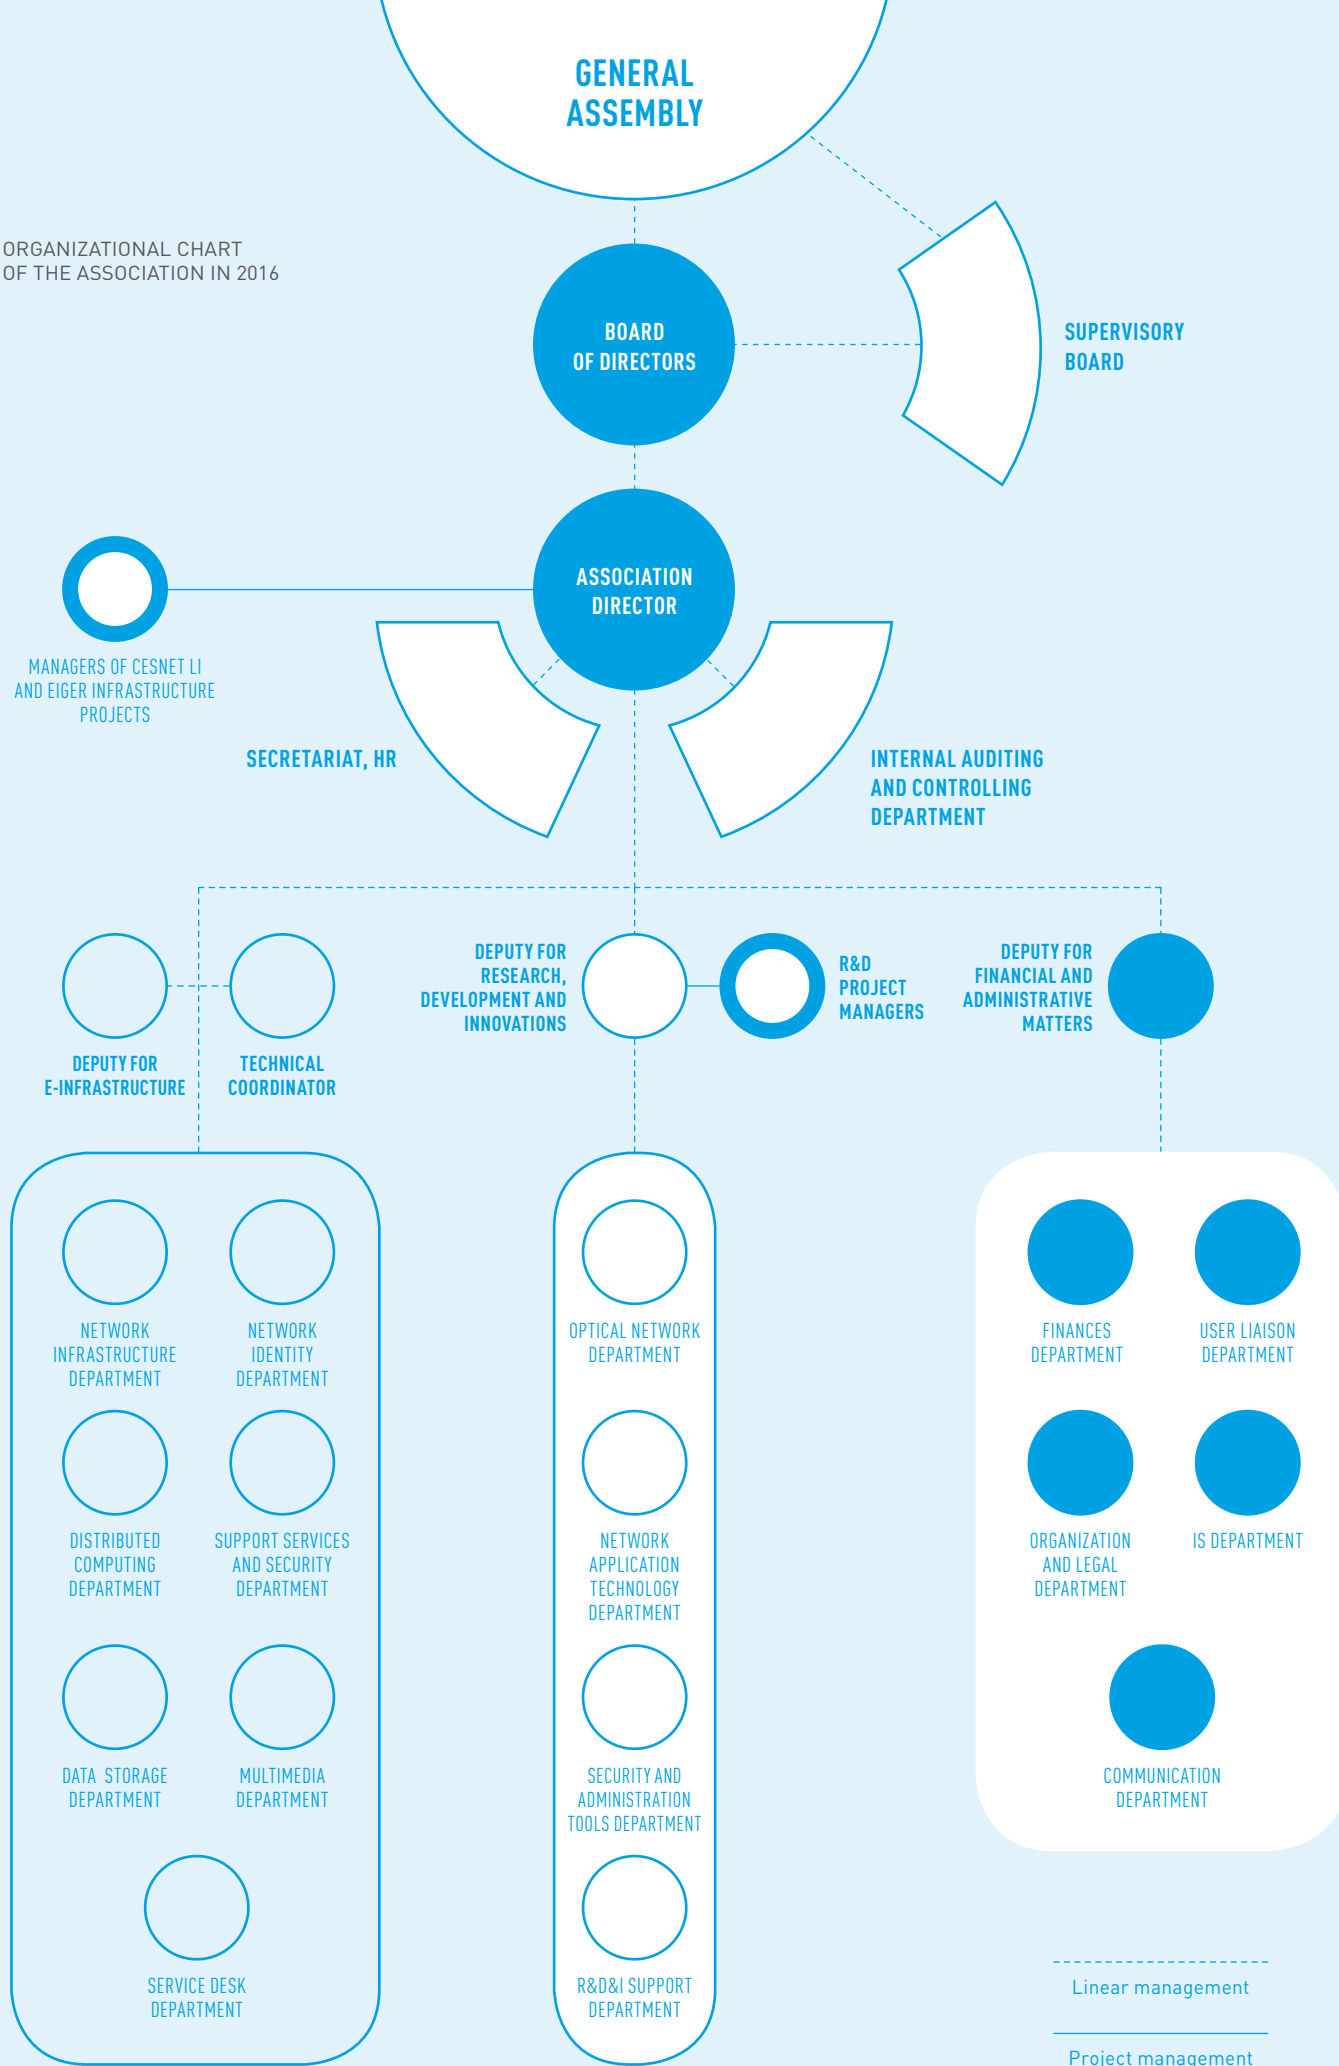 GENERAL
ASSEMBLY
ORGANIZATIONAL CHART
OF THE ASSOCIATION IN 2016
BOARD
OF DIRECTORS
SUPERVISORY
BOARD
ASSOCIATION
DIRECTOR
MANAGERS OF CESNET LI
AND EIGER INFRASTRUCTURE
PROJECTS
SECRETARIAT, HR
INTERNAL AUDITING
AND CONTROLLING
DEPARTMENT
DEPUTY FOR
E-INFRASTRUCTURE
TECHNICAL
COORDINATOR
DEPUTY FOR
RESEARCH,
DEVELOPMENT AND
INNOVATIONS
R&D
PROJECT
MANAGERS
DEPUTY FOR
FINANCIAL AND
ADMINISTRATIVE
MATTERS
NETWORK
INFRASTRUCTURE
DEPARTMENT
NETWORK
IDENTITY
DEPARTMENT
DISTRIBUTED
COMPUTING
DEPARTMENT
SUPPORT SERVICES
AND SECURITY
DEPARTMENT
DATA STORAGE
DEPARTMENT
MULTIMEDIA
DEPARTMENT
SERVICE DESK
DEPARTMENT
OPTICAL NETWORK
DEPARTMENT
NETWORK
APPLICATION
TECHNOLOGY
DEPARTMENT
SECURITY AND
ADMINISTRATION
TOOLS DEPARTMENT
R&D&I SUPPORT
DEPARTMENT
FINANCES
DEPARTMENT
USER LIAISON
DEPARTMENT
ORGANIZATION
AND LEGAL
DEPARTMENT
IS DEPARTMENT
COMMUNICATION
DEPARTMENT
Linear management
Project management